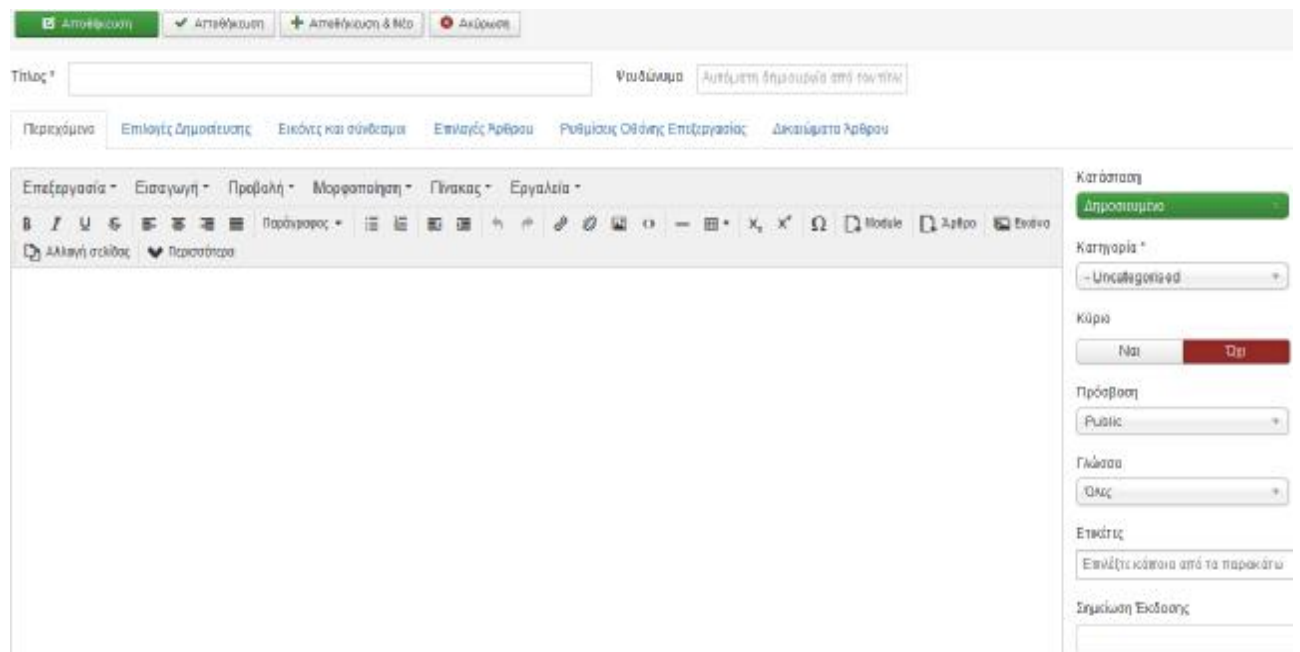 Αποθήκευση Αποθήκευση Αποθήκευση & Νέο Ακύρωση
Τίτλος * Ψευδώνυμο Αυτόματη δημιουργία από τον τίτλο
Περιεχόμενο Επιλογές Δημοσίευσης Εικόνες και σύνδεσμοι Επιλογές Άρθρου Ρυθμίσεις Οθόνης Επεξεργασίας Δικαιώματα Άρθρου
Επεξεργασία Εισαγωγή Προβολή Μορφοποίηση Πίνακας Εργαλεία
B I U S Παράγραφος X₂ X² Ω Module Άρθρο Εικόνα
Αλλαγή σελίδας Περισσότερα
Κατάσταση
Δημοσιευμένο
Κατηγορία *
- Uncategorised
Κύριο
Ναι Όχι
Πρόσβαση
Public
Γλώσσα
Όλες
Ετικέτες
Επιλέξτε κάποια από τα παρακάτω
Σημείωση Έκδοσης